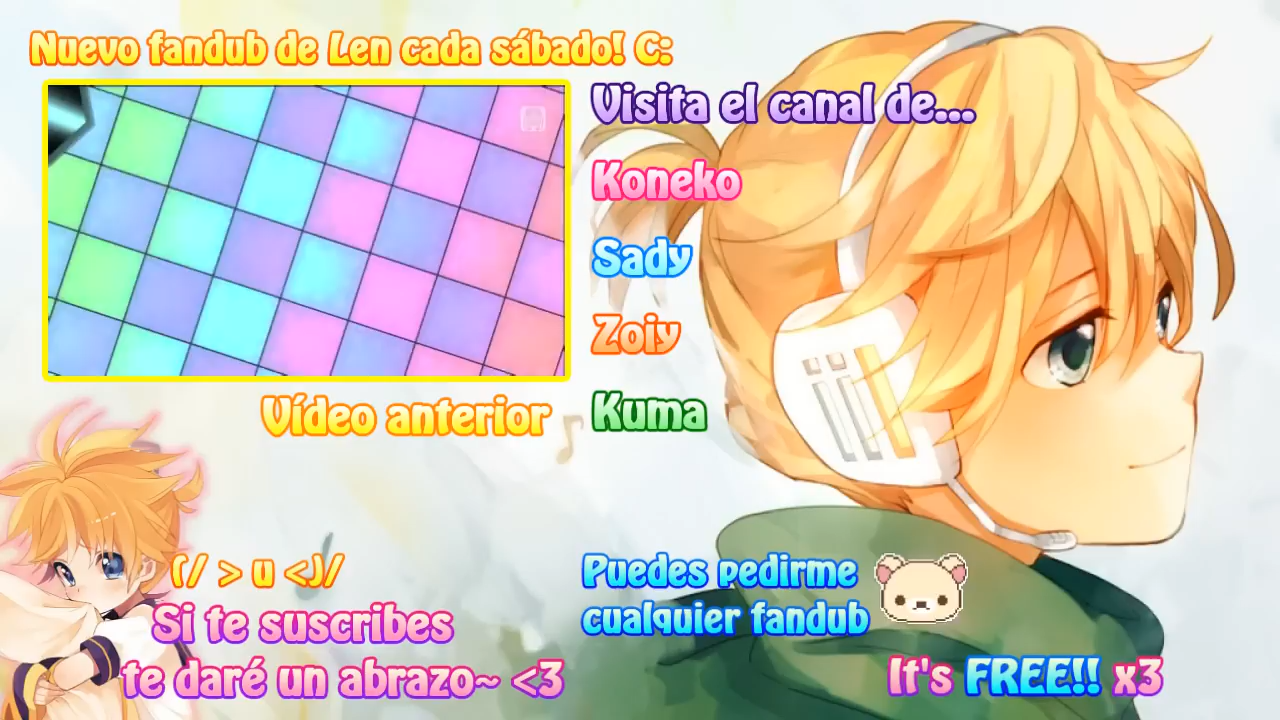 Nuevo fandub de Len cada sábado! C:
Visita el canal de...
Koneko
Sady
Zoiy
Kuma
Vídeo anterior
(/ > u <)/
Si te suscribes
te daré un abrazo~ <3
Puedes pedirme
cualquier fandub
It's FREE!! x3